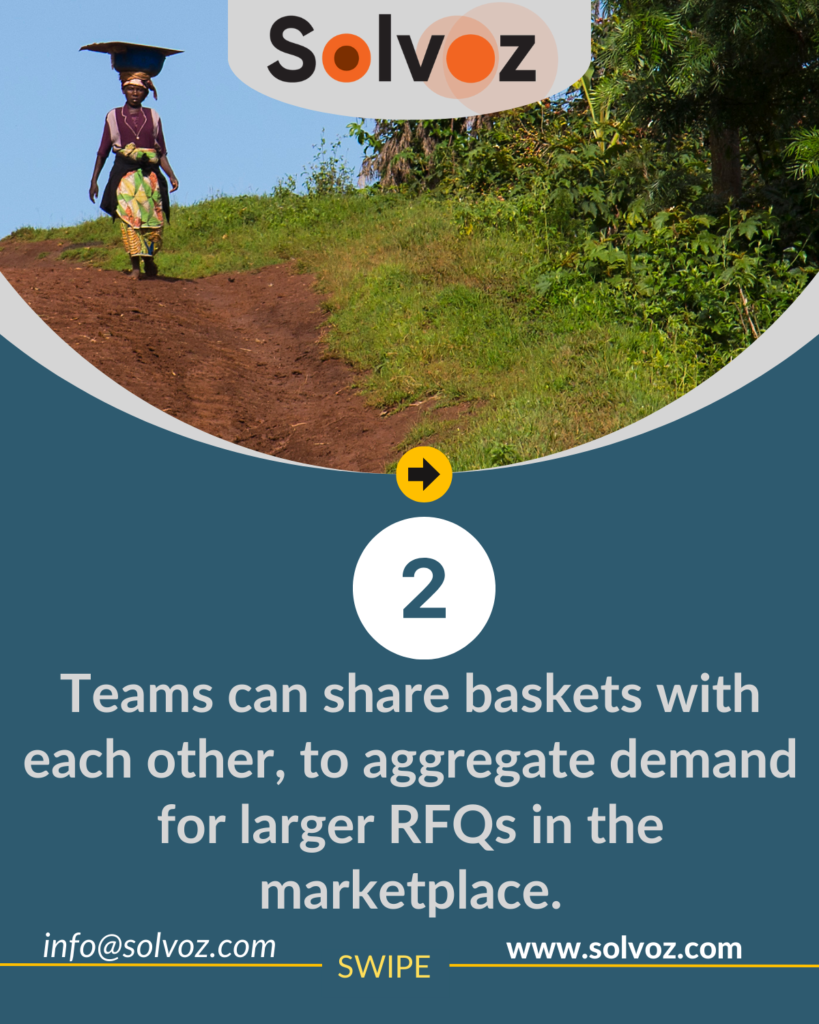 Solvoz
2
Teams can share baskets with
each other, to aggregate demand
for larger RFQs in the
marketplace.
info@solvoz.com
SWIPE
www.solvoz.com